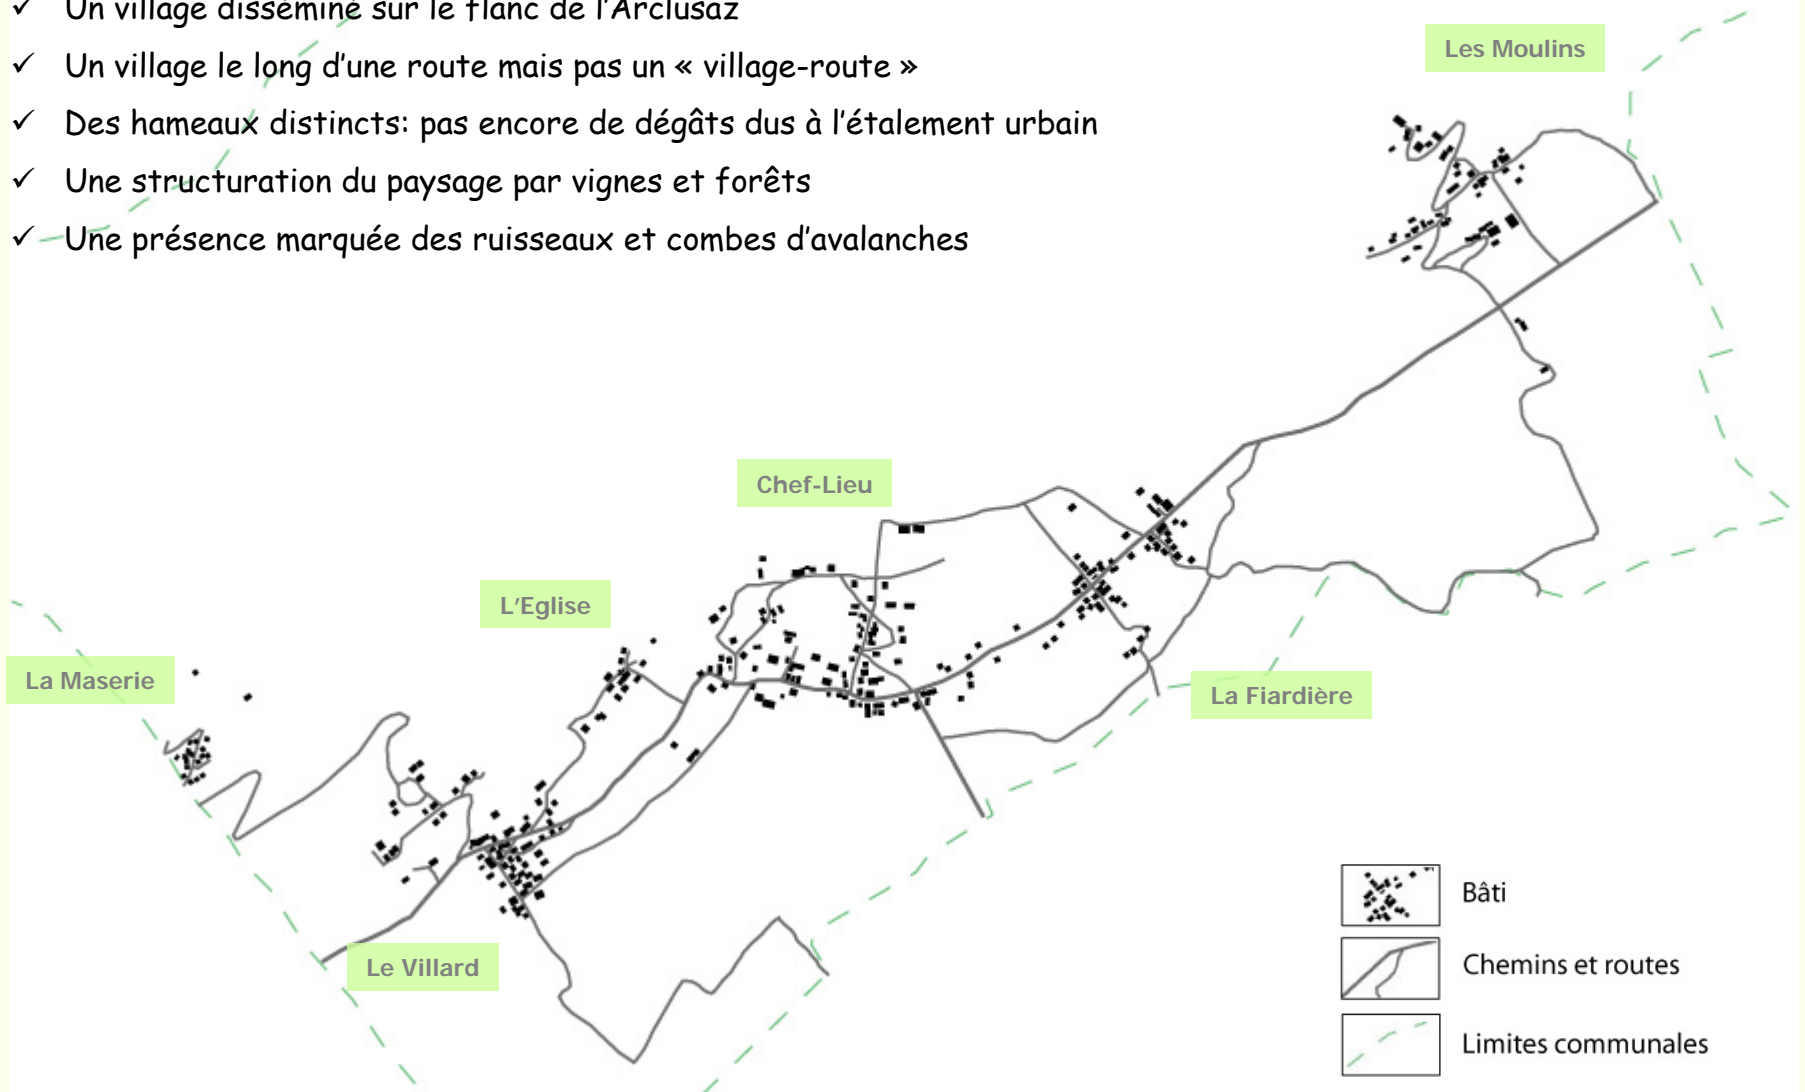 ✓ Un village disséminé sur le flanc de l'Arclusaz
✓ Un village le long d'une route mais pas un « village-route »
✓ Des hameaux distincts: pas encore de dégâts dus à l'étalement urbain
✓ Une structuration du paysage par vignes et forêts
✓ Une présence marquée des ruisseaux et combes d'avalanches
Les Moulins
Chef-Lieu
L'Eglise
La Maserie
La Fiardière
Le Villard
Bâti
Chemins et routes
Limites communales